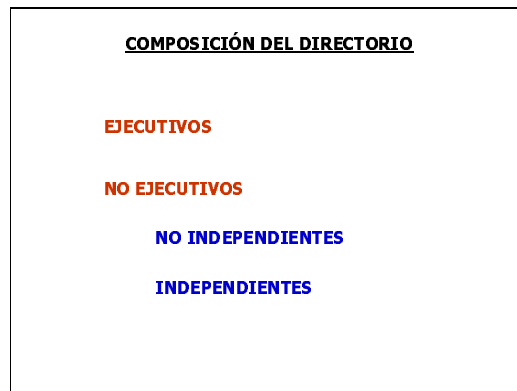 COMPOSICIÓN DEL DIRECTORIO
EJECUTIVOS
NO EJECUTIVOS
NO INDEPENDIENTES
INDEPENDIENTES